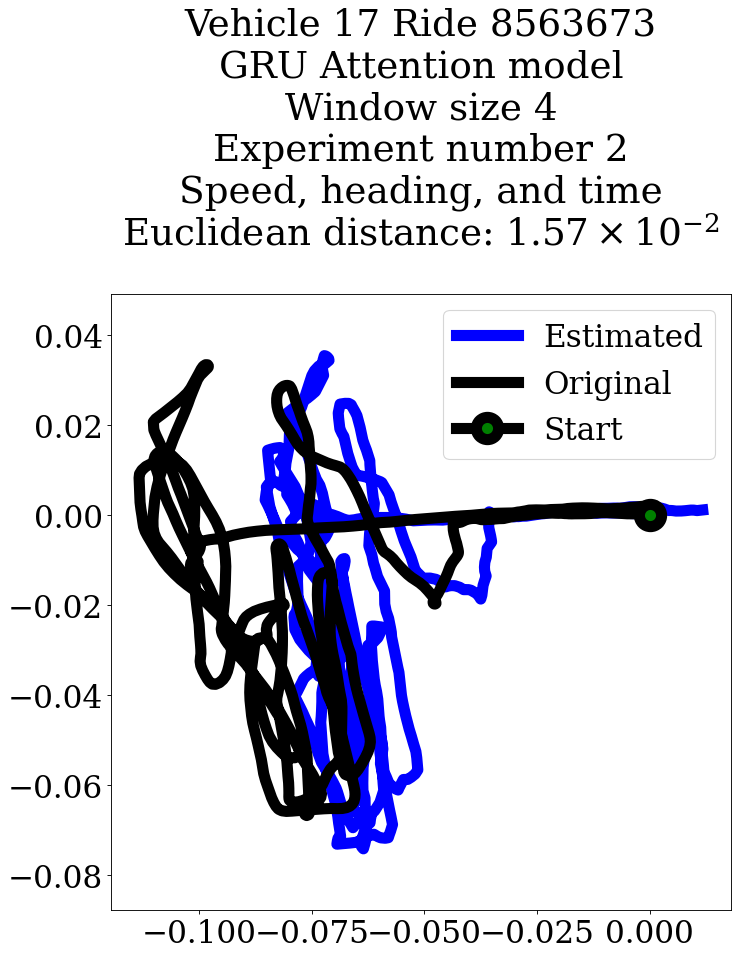 Vehicle 17 Ride 8563673
GRU Attention model
Window size 4
Experiment number 2
Speed, heading, and time
Euclidean distance: 1.57 × 10⁻²
Estimated
Original
Start
0.04
0.02
0.00
−0.02
−0.04
−0.06
−0.08
−0.100 −0.075 −0.050 −0.025 0.000